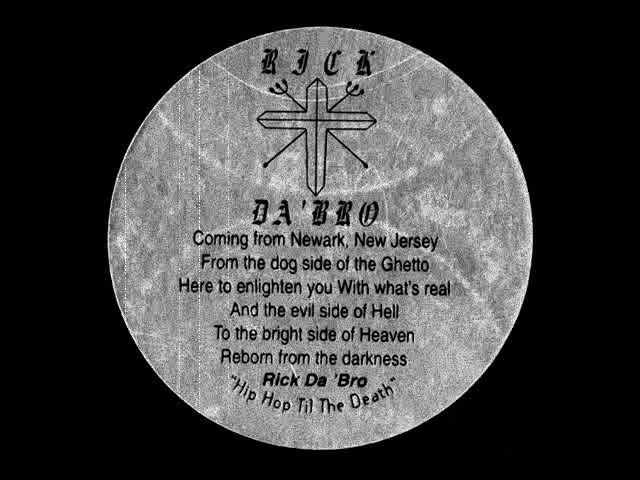 RICK
DA'BRO
Coming from Newark, New Jersey
From the dog side of the Ghetto
Here to enlighten you With what's real
And the evil side of Hell
To the bright side of Heaven
Reborn from the darkness
Rick Da 'Bro
"Hip Hop Til The Death"